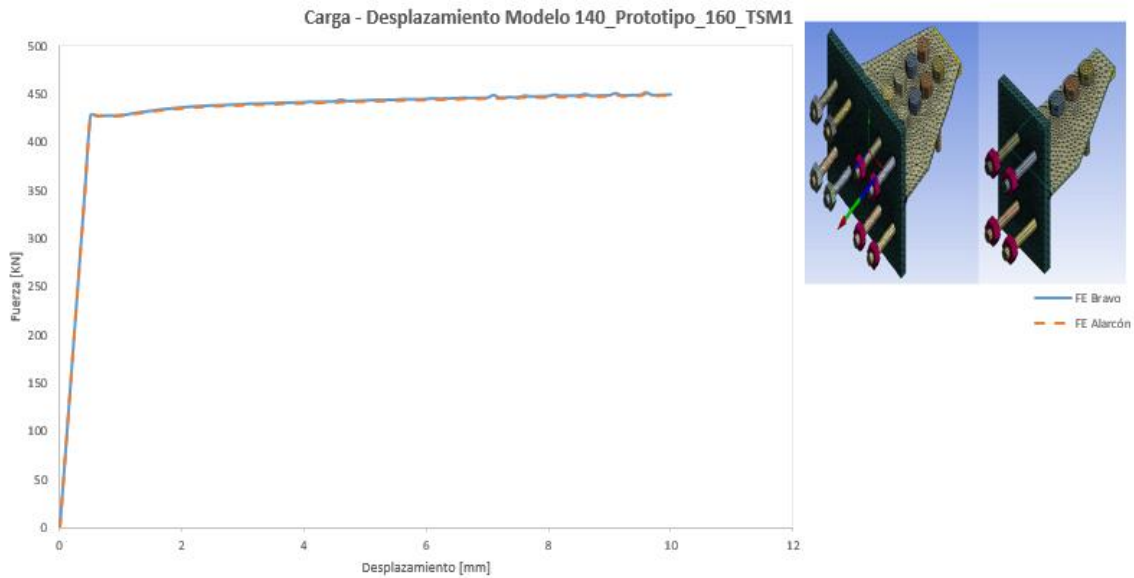 Carga - Desplazamiento Modelo 140_Prototipo_160_TSM1
500
450
400
350
300
250
200
150
100
50
0
Fuerza [KN]
0 2 4 6 8 10 12
Desplazamiento [mm]
FE Bravo
FE Alarcón